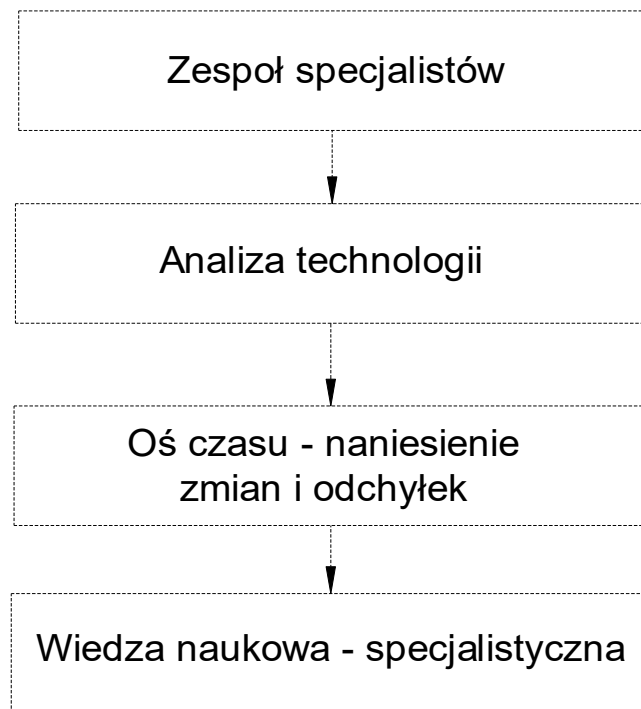 Zespoł specjalistów
Analiza technologii
Oś czasu - naniesienie
zmian i odchyłek
Wiedza naukowa - specjalistyczna